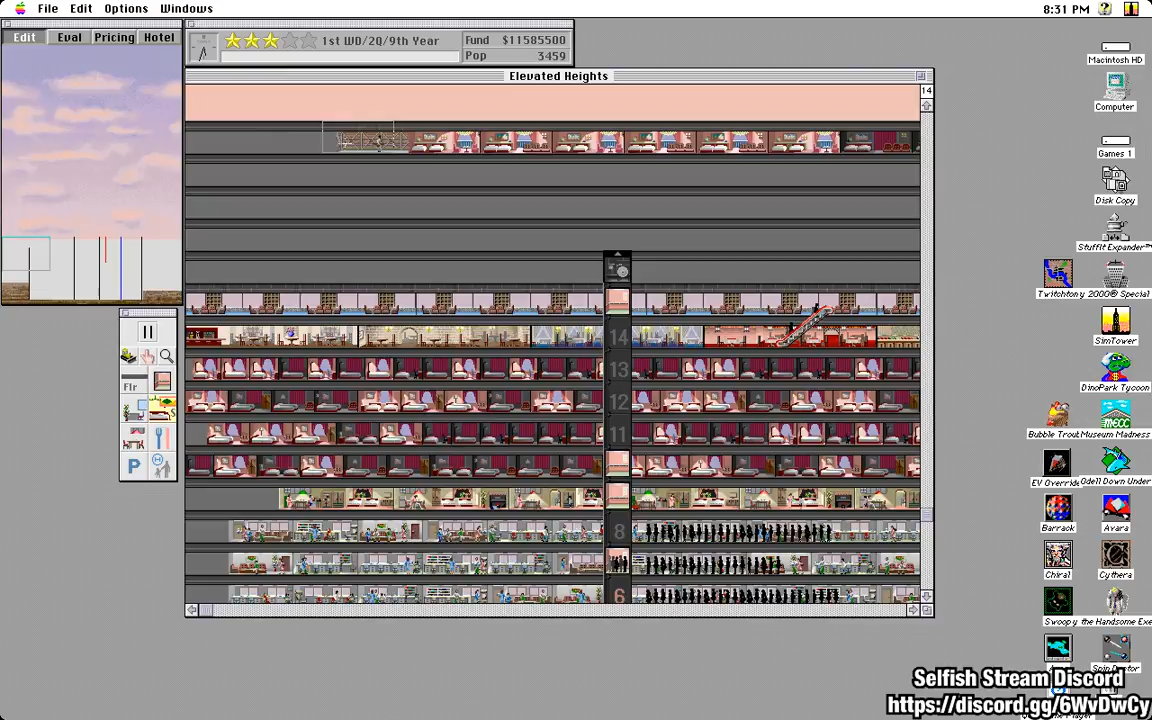 File Edit Options Windows 8:31 PM
Edit Eval Pricing Hotel
1st WD/2Q/9th Year
Fund $11585500
Pop 3459
Elevated Heights
14
14
13
12
11
8
6
Flr
P
Macintosh HD
Computer
Games 1
Disk Copy
StuffIt Expander™
Twitchtony 2000® Special
SimTower
DinoPark Tycoon
Bubble Trouble
Museum Madness
EV Override
Odell Down Under
Barrack
Avara
Chiral
Cythera
Swoopy the Handsome Exe
Spin Doctor
Selfish Stream Discord
https://discord.gg/6WvDwCy